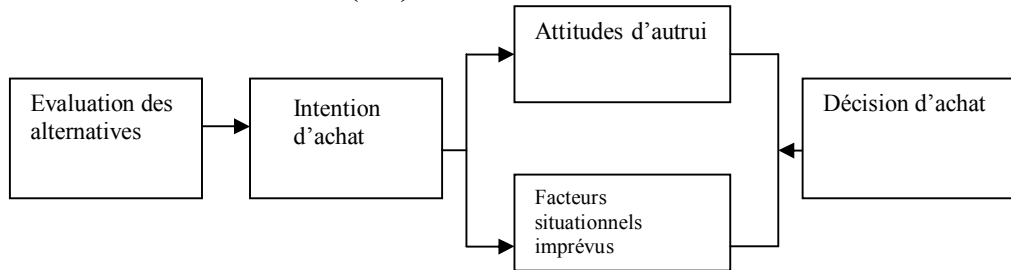 Attitudes d'autrui
Evaluation des
alternatives
Intention
d'achat
Décision d'achat
Facteurs
situationnels
imprévus